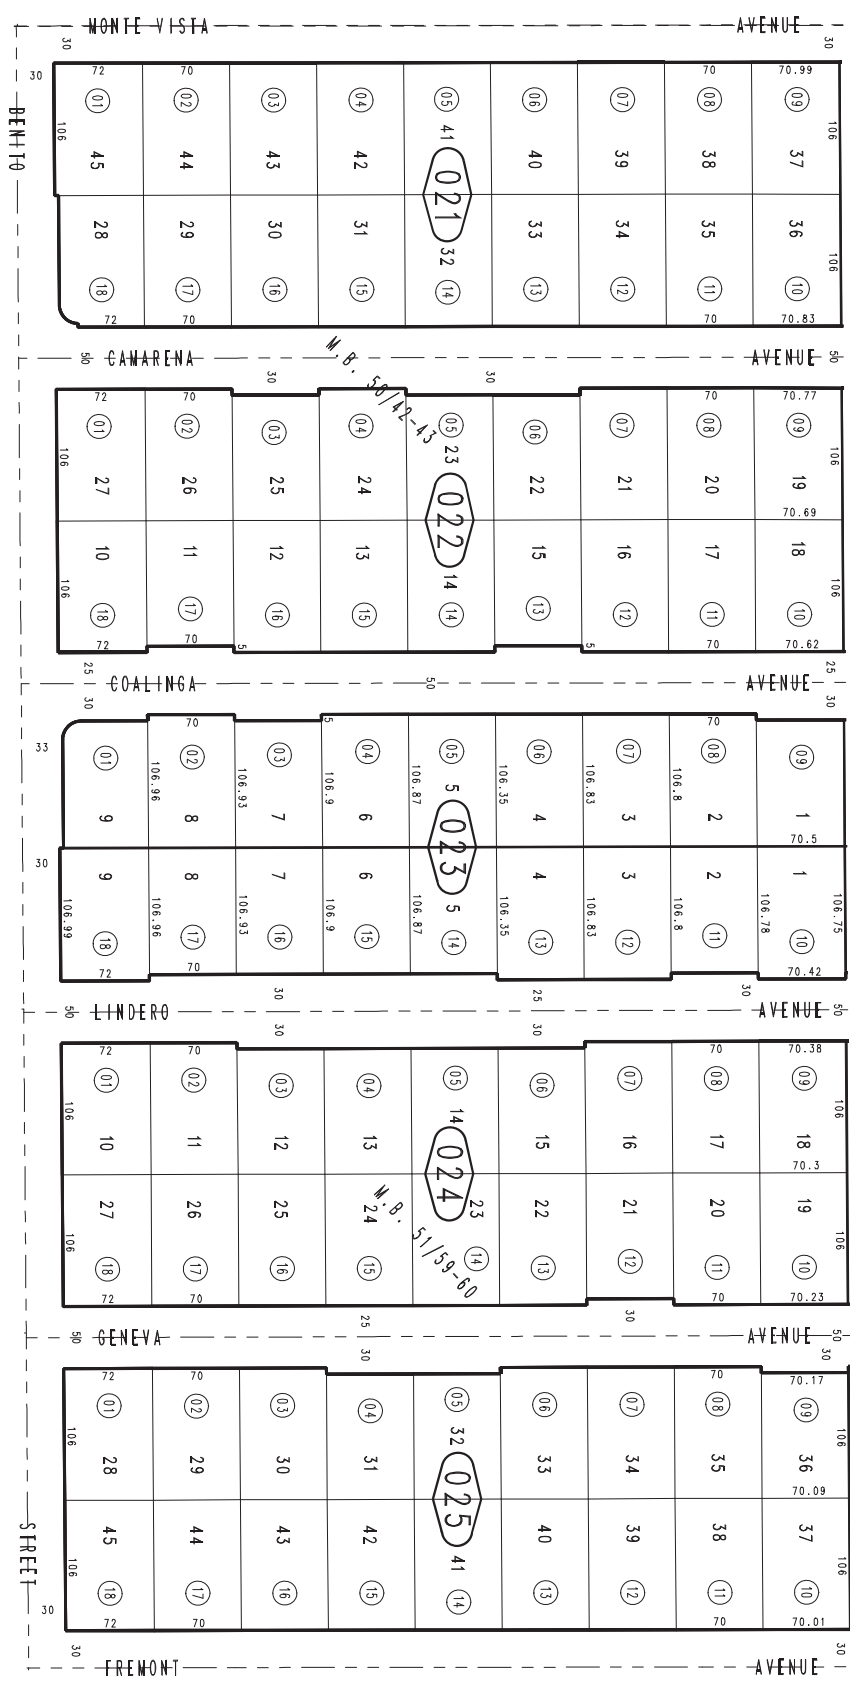 MONTE VISTA AVENUE
30 30
30 72 70 70 70.99
01 02 03 04 05 06 07 08 09
BENITO 106 41 106
45 44 43 42 40 39 38 37
021
28 29 30 31 33 34 35 36
32 106
18 17 16 15 14 13 12 11 10
72 70 70 70.83
50 CAMARENA AVENUE 50
M.B. 50/42-43
30 30
72 70 70 70.77
01 02 03 04 05 06 07 08 09
106 23 106
27 26 25 24 22 21 20 19
022 70.69
10 11 12 13 15 16 17 18
106 14 106
18 17 16 15 14 13 12 11 10
72 70 5 5 70 70.62
25 25
COALINGA 50 AVENUE
30 30
70 5 70
33 01 02 03 04 05 06 07 08 09
106.96 106.93 106.9 106.87 106.35 106.83 106.8
9 8 7 6 5 4 3 2 1
70.5
023
30
9 8 7 6 5 4 3 2 1
106.99 106.96 106.93 106.9 106.87 106.35 106.83 106.8 106.78 106.75
18 17 16 15 14 13 12 11 10
72 70 70.42
30 25 30
50 LINDERO AVENUE 50
30 30
72 70 70 70.38
01 02 03 04 05 06 07 08 09
106 14 106
10 11 12 13 15 16 17 18
024 70.3
27 26 25 24 23 22 21 20 19
M.B. 51/59-60
106 106
18 17 16 15 14 13 12 11 10
72 70 70 70.23
25 30
50 GENEVA AVENUE 50
30 30
72 70 70 70.17
01 02 03 04 05 06 07 08 09
106 32 106
28 29 30 31 33 34 35 36
025 70.09
45 44 43 42 40 39 38 37
STREET 106 41 106
18 17 16 15 14 13 12 11 10
30 72 70 70 70.01
30 30
FREMONT AVENUE